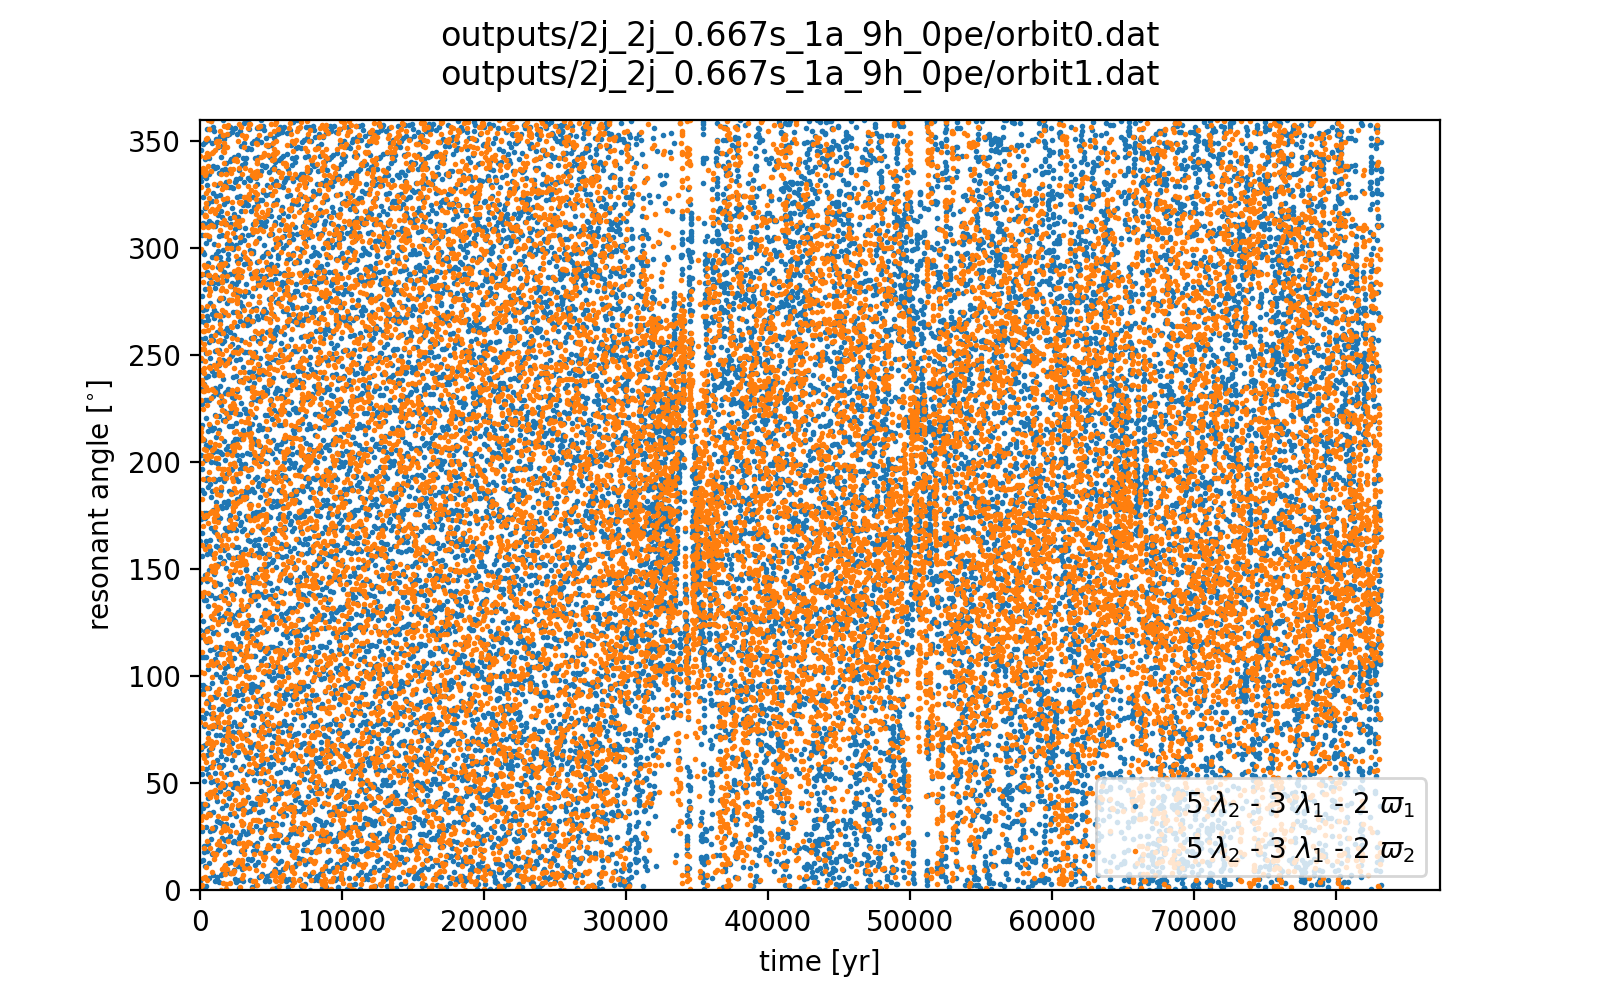 outputs/2j_2j_0.667s_1a_9h_0pe/orbit0.dat
outputs/2j_2j_0.667s_1a_9h_0pe/orbit1.dat
350
300
250
200
150
100
50
0
resonant angle [°]
5 λ₂ - 3 λ₁ - 2 ϖ₁
5 λ₂ - 3 λ₁ - 2 ϖ₂
0 10000 20000 30000 40000 50000 60000 70000 80000
time [yr]